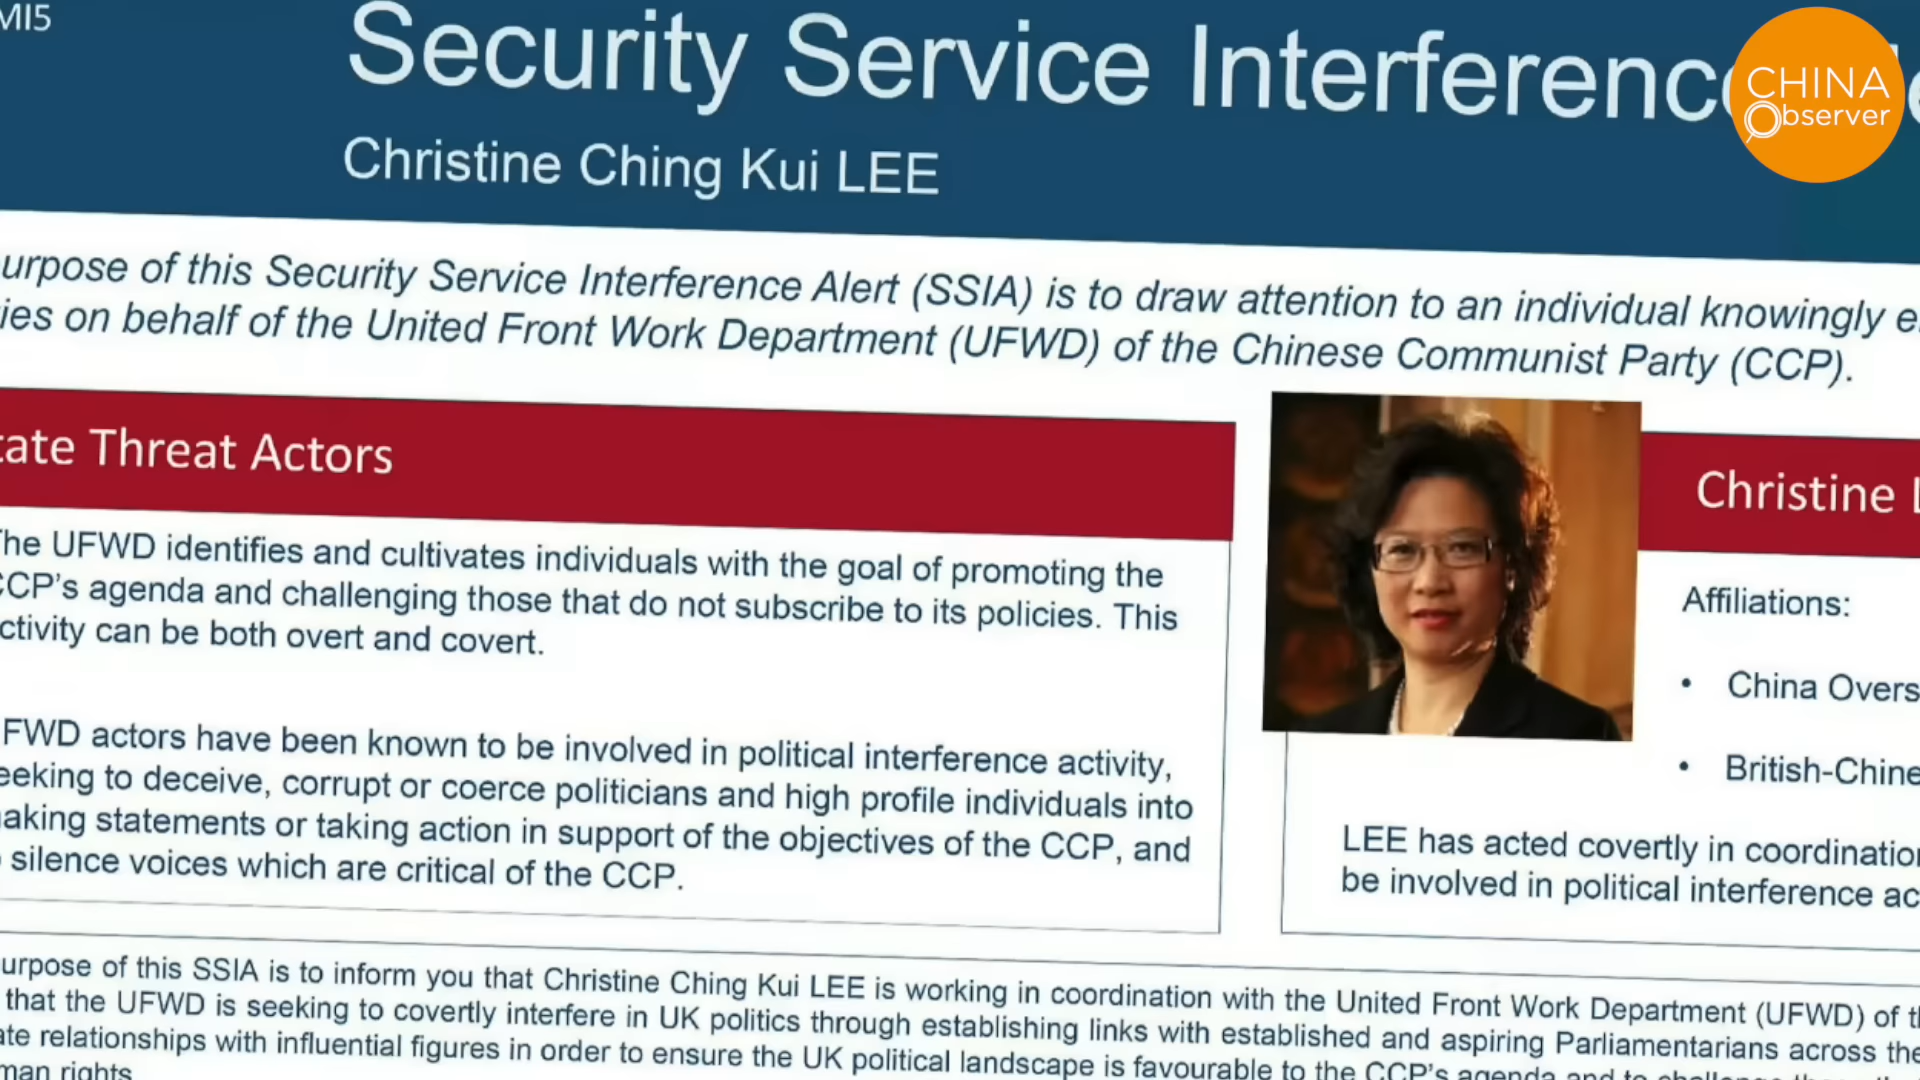 MI5
Security Service Interferenc
CHINA
Observer
Christine Ching Kui LEE
urpose of this Security Service Interference Alert (SSIA) is to draw attention to an individual knowingly e
ies on behalf of the United Front Work Department (UFWD) of the Chinese Communist Party (CCP).
ate Threat Actors
Christine
The UFWD identifies and cultivates individuals with the goal of promoting the
CCP's agenda and challenging those that do not subscribe to its policies. This
ctivity can be both overt and covert.
FWD actors have been known to be involved in political interference activity,
eeking to deceive, corrupt or coerce politicians and high profile individuals into
aking statements or taking action in support of the objectives of the CCP, and
silence voices which are critical of the CCP.
Affiliations:
• China Overs
• British-Chine
LEE has acted covertly in coordination
be involved in political interference ac
urpose of this SSIA is to inform you that Christine Ching Kui LEE is working in coordination with the United Front Work Department (UFWD) of t
that the UFWD is seeking to covertly interfere in UK politics through establishing links with established and aspiring Parliamentarians across the
ate relationships with influential figures in order to ensure the UK political landscape is favourable to the CCP's agenda and to challenge
man rights